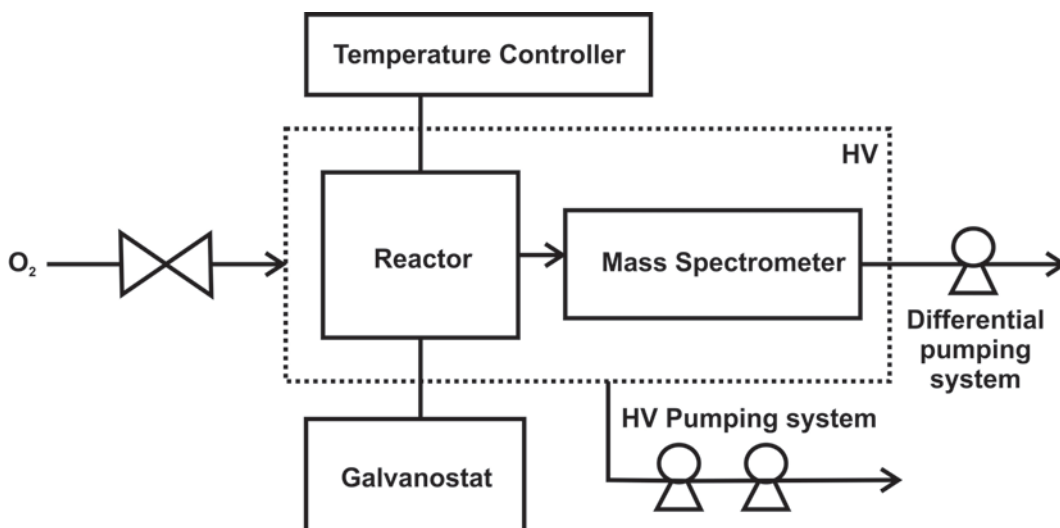 Temperature Controller
HV
O₂
Reactor
Mass Spectrometer
Differential
pumping
system
HV Pumping system
Galvanostat